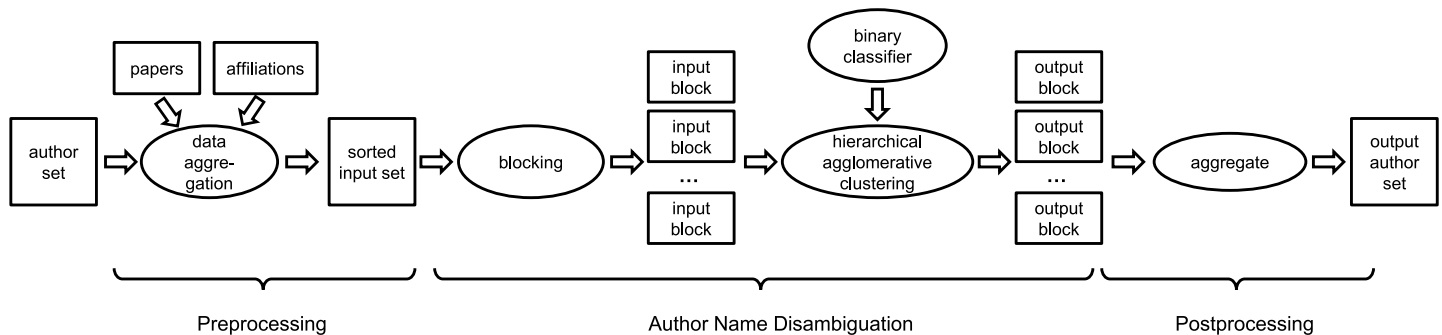 papers
affiliations
author
set
data
aggre-
gation
sorted
input set
blocking
input
block
input
block
...
input
block
binary
classifier
hierarchical
agglomerative
clustering
output
block
output
block
...
output
block
aggregate
output
author
set
Preprocessing
Author Name Disambiguation
Postprocessing